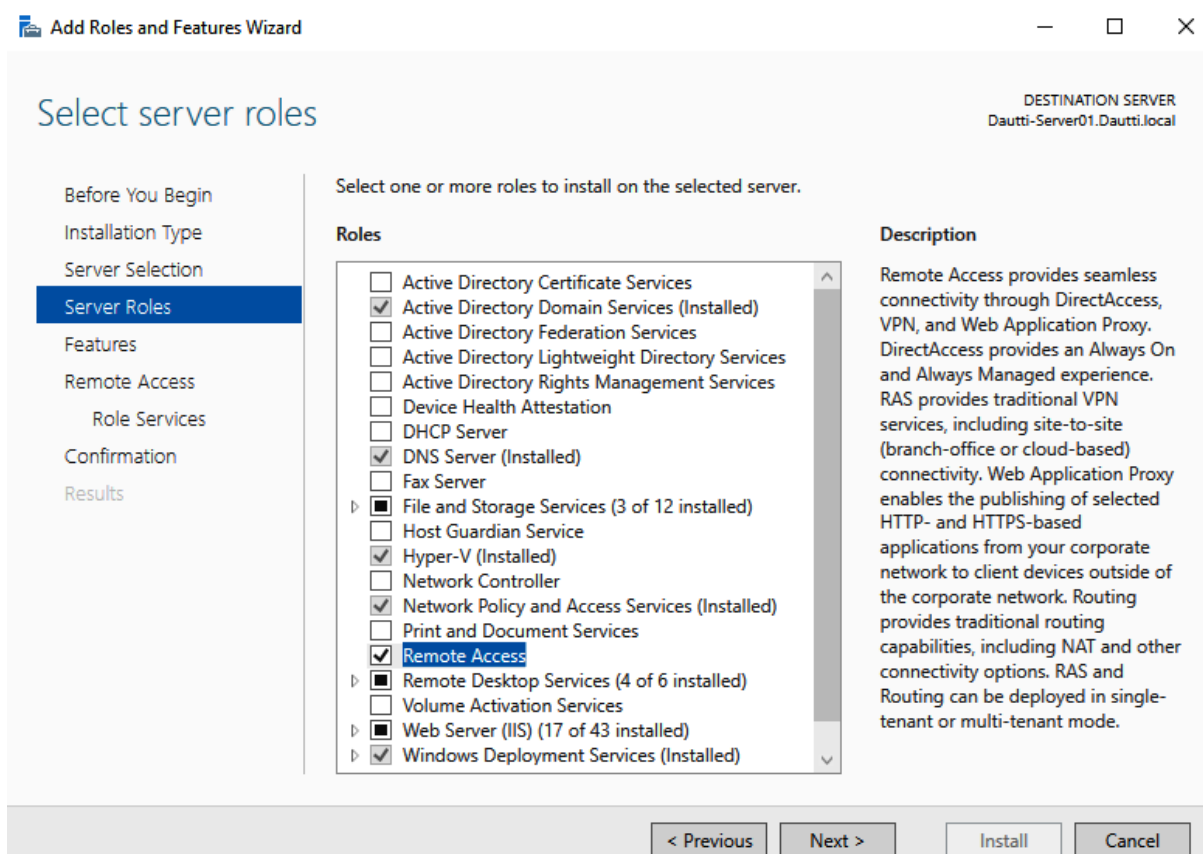 Add Roles and Features Wizard
Select server roles
DESTINATION SERVER
Dautti-Server01.Dautti.local
Before You Begin
Installation Type
Server Selection
Server Roles
Features
Remote Access
Role Services
Confirmation
Results
Select one or more roles to install on the selected server.
Roles
Active Directory Certificate Services
Active Directory Domain Services (Installed)
Active Directory Federation Services
Active Directory Lightweight Directory Services
Active Directory Rights Management Services
Device Health Attestation
DHCP Server
DNS Server (Installed)
Fax Server
File and Storage Services (3 of 12 installed)
Host Guardian Service
Hyper-V (Installed)
Network Controller
Network Policy and Access Services (Installed)
Print and Document Services
Remote Access
Remote Desktop Services (4 of 6 installed)
Volume Activation Services
Web Server (IIS) (17 of 43 installed)
Windows Deployment Services (Installed)
Description
Remote Access provides seamless
connectivity through DirectAccess,
VPN, and Web Application Proxy.
DirectAccess provides an Always On
and Always Managed experience.
RAS provides traditional VPN
services, including site-to-site
(branch-office or cloud-based)
connectivity. Web Application Proxy
enables the publishing of selected
HTTP- and HTTPS-based
applications from your corporate
network to client devices outside of
the corporate network. Routing
provides traditional routing
capabilities, including NAT and other
connectivity options. RAS and
Routing can be deployed in single-
tenant or multi-tenant mode.
< Previous
Next >
Install
Cancel